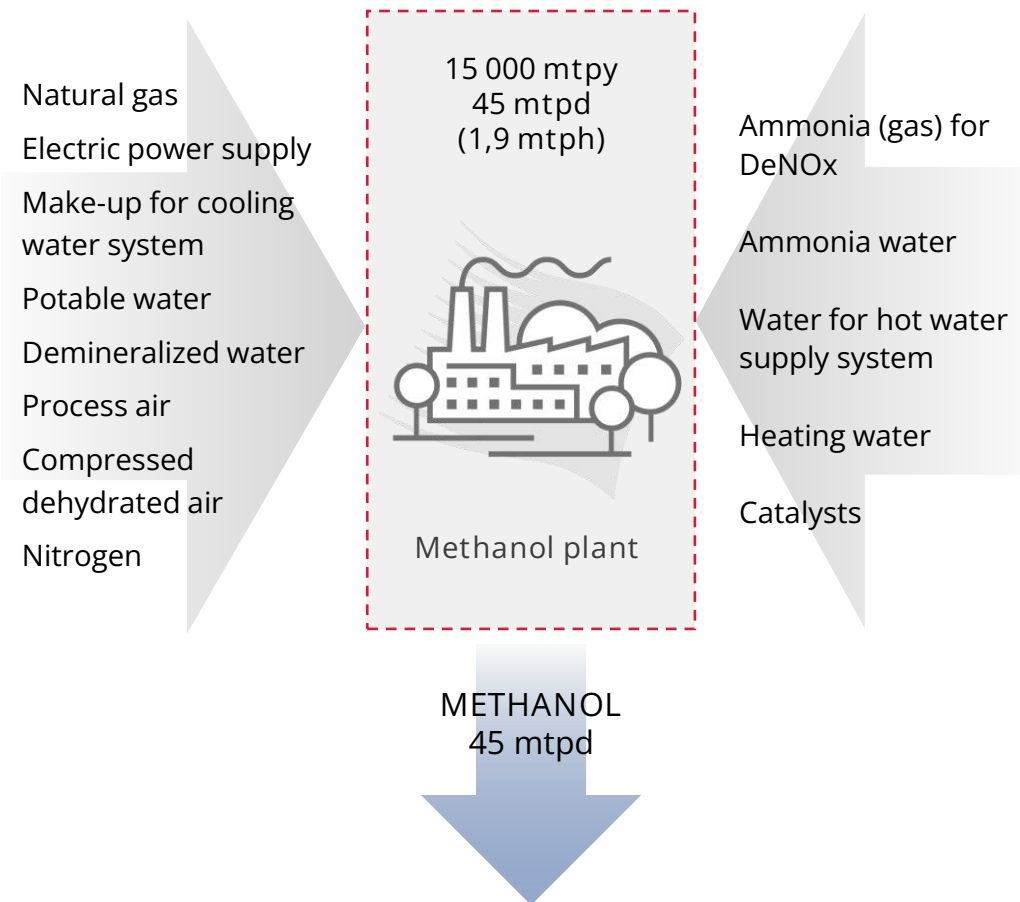 Natural gas
Electric power supply
Make-up for cooling
water system
Potable water
Demineralized water
Process air
Compressed
dehydrated air
Nitrogen
15 000 mtpy
45 mtpd
(1,9 mtph)
Methanol plant
Ammonia (gas) for
DeNOx
Ammonia water
Water for hot water
supply system
Heating water
Catalysts
METHANOL
45 mtpd